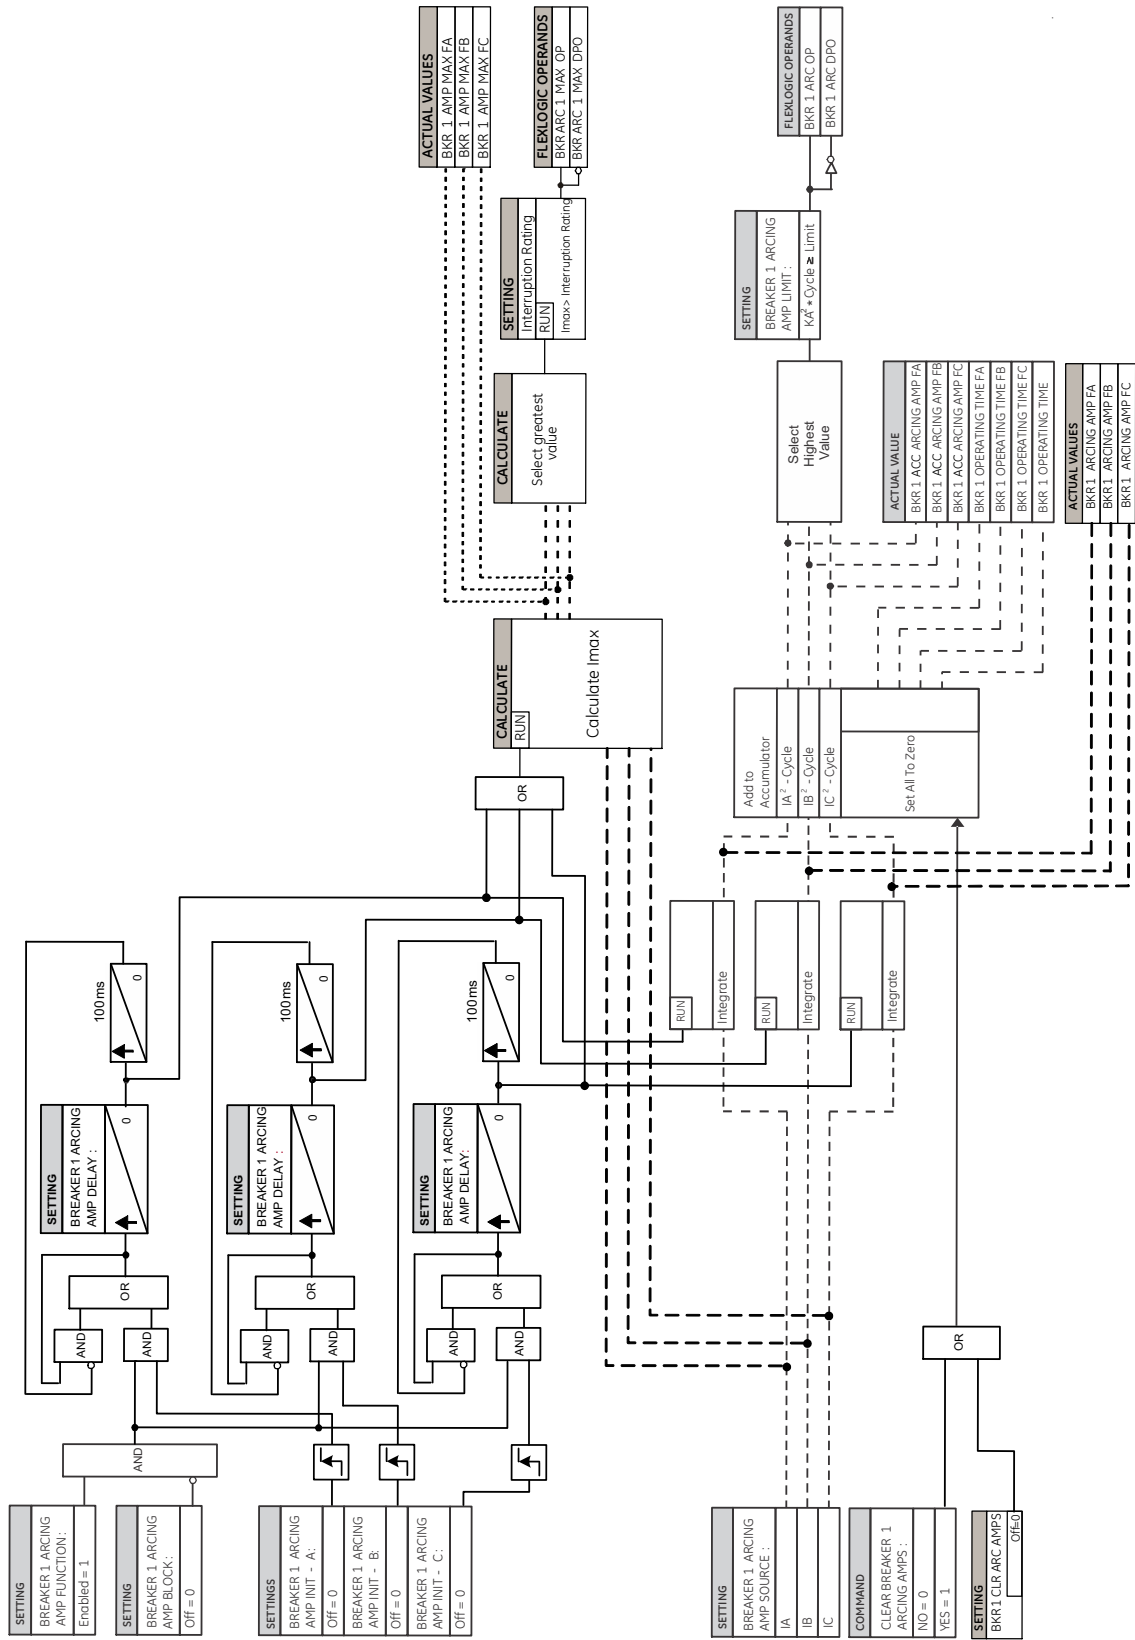 SETTING
BREAKER 1 ARCING
AMP FUNCTION :
Enabled = 1
SETTING
BREAKER 1 ARCING
AMP BLOCK :
Off = 0
AND
SETTINGS
BREAKER 1 ARCING
AMP INIT - A:
Off = 0
BREAKER 1 ARCING
AMP INIT - B:
Off = 0
BREAKER 1 ARCING
AMP INIT - C:
Off = 0
AND
AND
OR
SETTING
BREAKER 1 ARCING
AMP DELAY :
0
100 ms
0
AND
AND
OR
SETTING
BREAKER 1 ARCING
AMP DELAY :
0
100 ms
0
AND
AND
OR
SETTING
BREAKER 1 ARCING
AMP DELAY:
0
100 ms
0
OR
CALCULATE
RUN
Calculate Imax
CALCULATE
Select greatest
value
SETTING
Interruption Rating
RUN
Imax> Interruption Rating
ACTUAL VALUES
BKR 1 AMP MAX FA
BKR 1 AMP MAX FB
BKR 1 AMP MAX FC
FLEXLOGIC OPERANDS
BKR ARC 1 MAX OP
BKR ARC 1 MAX DPO
SETTING
BREAKER 1 ARCING
AMP SOURCE :
IA
IB
IC
RUN
Integrate
RUN
Integrate
RUN
Integrate
Add to
Accumulator
IA² - Cycle
IB² - Cycle
IC² - Cycle
Set All To Zero
Select
Highest
Value
SETTING
BREAKER 1 ARCING
AMP LIMIT :
KA² * Cycle ≥ Limit
FLEXLOGIC OPERANDS
BKR 1 ARC OP
BKR 1 ARC DPO
ACTUAL VALUE
BKR 1 ACC ARCING AMP FA
BKR 1 ACC ARCING AMP FB
BKR 1 ACC ARCING AMP FC
BKR 1 OPERATING TIME FA
BKR 1 OPERATING TIME FB
BKR 1 OPERATING TIME FC
BKR 1 OPERATING TIME
ACTUAL VALUES
BKR 1 ARCING AMP FA
BKR 1 ARCING AMP FB
BKR 1 ARCING AMP FC
COMMAND
CLEAR BREAKER 1
ARCING AMPS :
NO = 0
YES = 1
SETTING
BKR1 CLR ARC AMPS
Off=0
OR